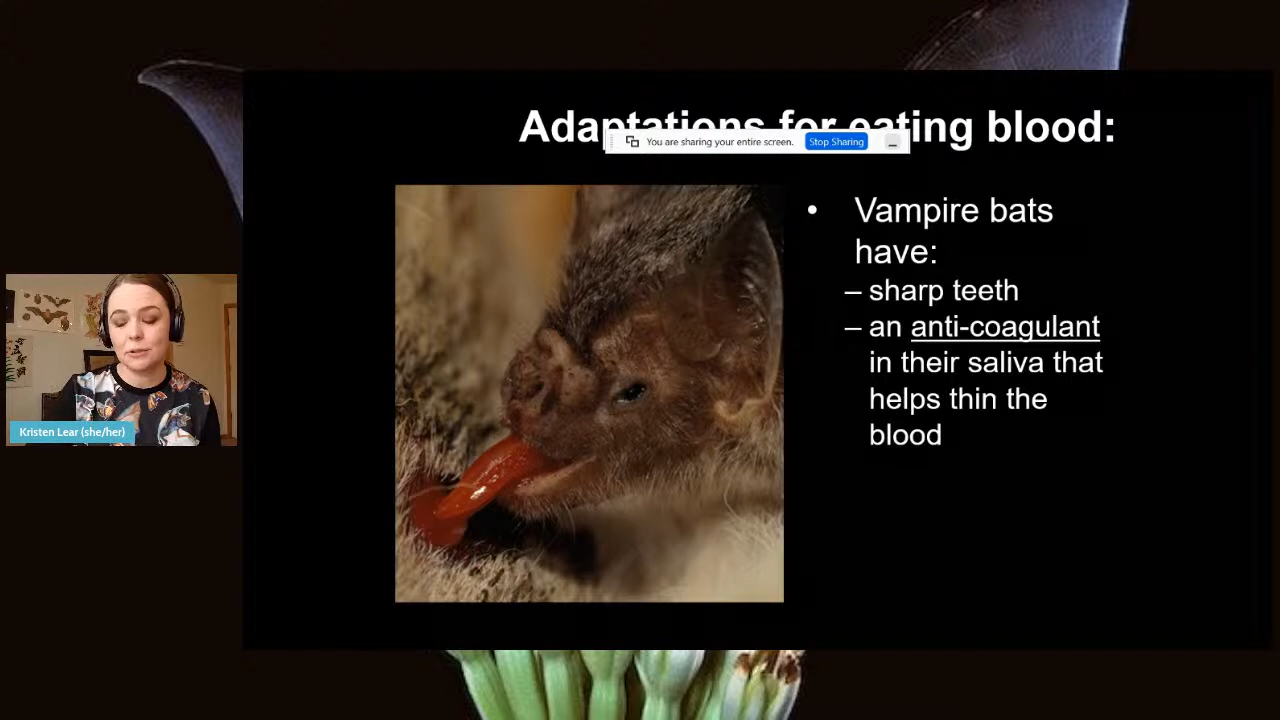 Adaptations for eating blood:
You are sharing your entire screen. Stop Sharing
• Vampire bats
have:
– sharp teeth
– an anti-coagulant
in their saliva that
helps thin the
blood
Kristen Lear (she/her)